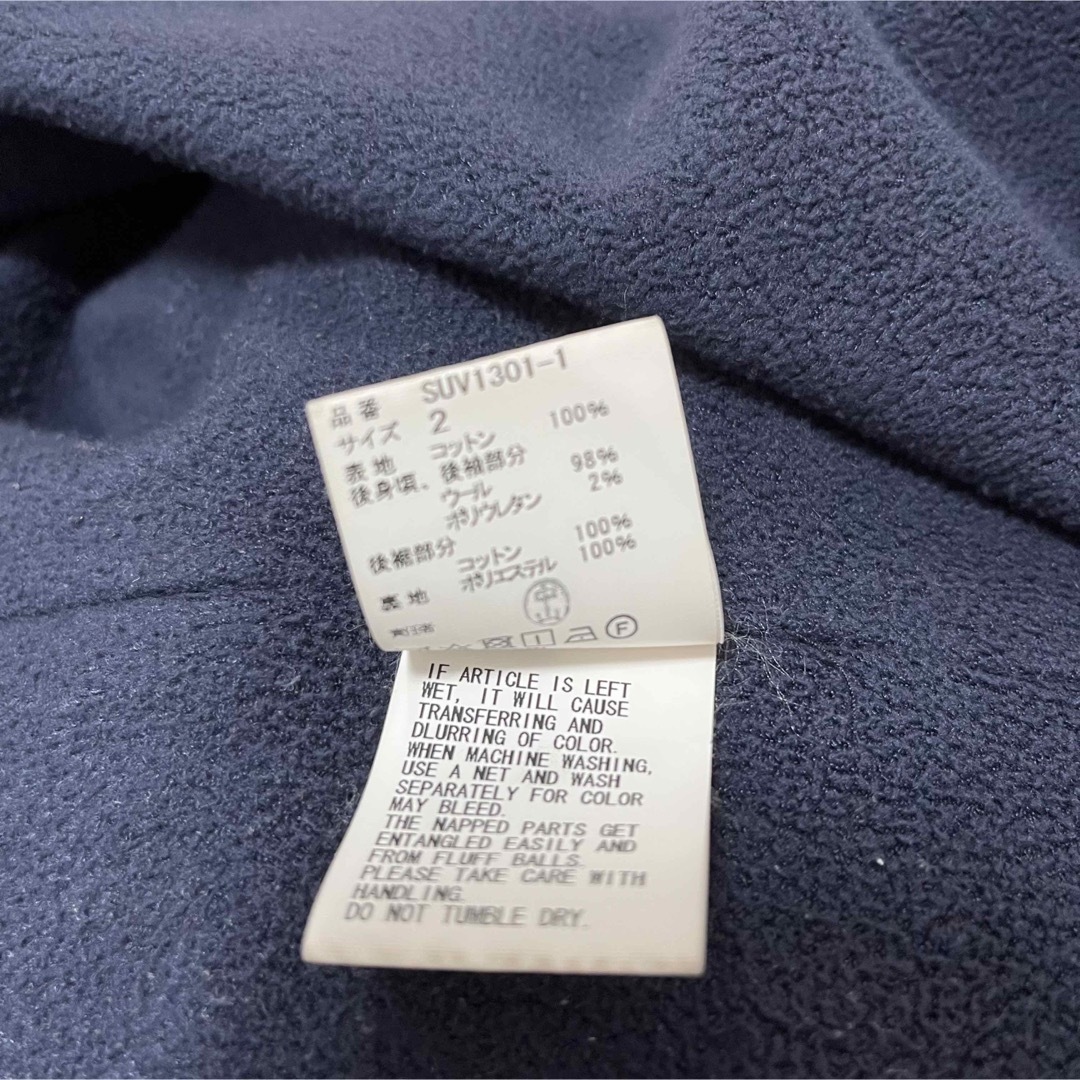 品番 SUV1301-1
サイズ 2
表地 コットン 100%
後身頃、後袖部分
ウール 98%
ポリウレタン 2%
後裾部分 コットン 100%
裏地 ポリエステル 100%
F
IF ARTICLE IS LEFT
WET, IT WILL CAUSE
TRANSFERRING AND
DLURRING OF COLOR.
WHEN MACHINE WASHING,
USE A NET AND WASH
SEPARATELY FOR COLOR
MAY BLEED.
THE NAPPED PARTS GET
ENTANGLED EASILY AND
FROM FLUFF BALLS.
PLEASE TAKE CARE WITH
HANDLING.
DO NOT TUMBLE DRY.